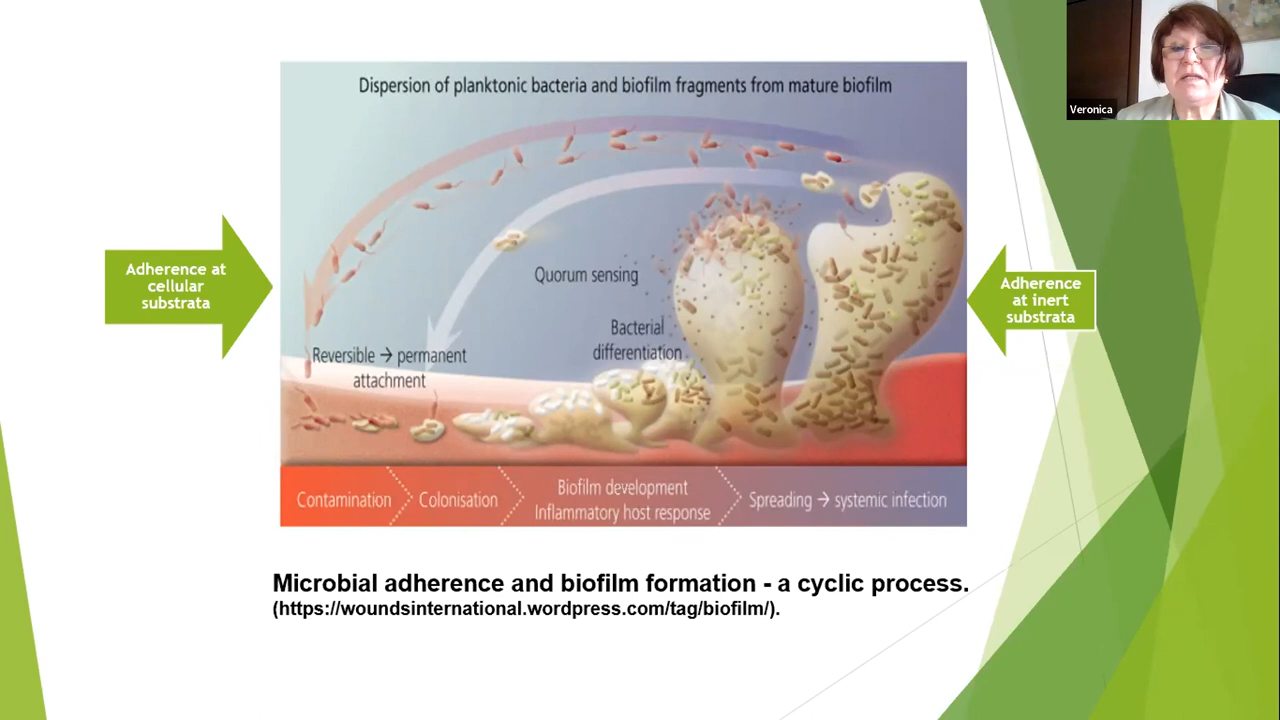 Veronica
Dispersion of planktonic bacteria and biofilm fragments from mature biofilm
Adherence at
cellular
substrata
Adherence
at inert
substrata
Quorum sensing
Bacterial
differentiation
Reversible → permanent
attachment
Contamination
Colonisation
Biofilm development
Inflammatory host response
Spreading → systemic infection
Microbial adherence and biofilm formation - a cyclic process.
(https://woundsinternational.wordpress.com/tag/biofilm/).